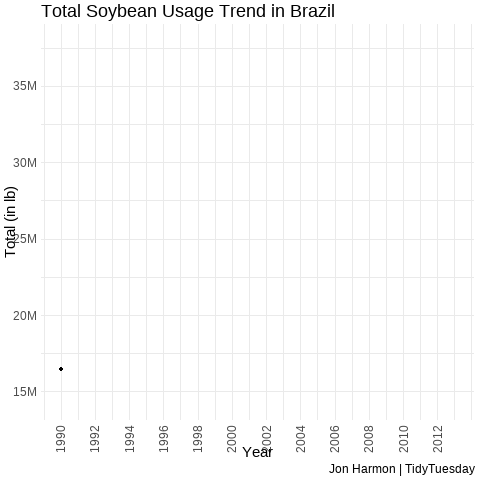 Total Soybean Usage Trend in Brazil
Total (in lb)
35M
30M
25M
20M
15M
1990
1992
1994
1996
1998
2000
2002
2004
2006
2008
2010
2012
Year
Jon Harmon | TidyTuesday